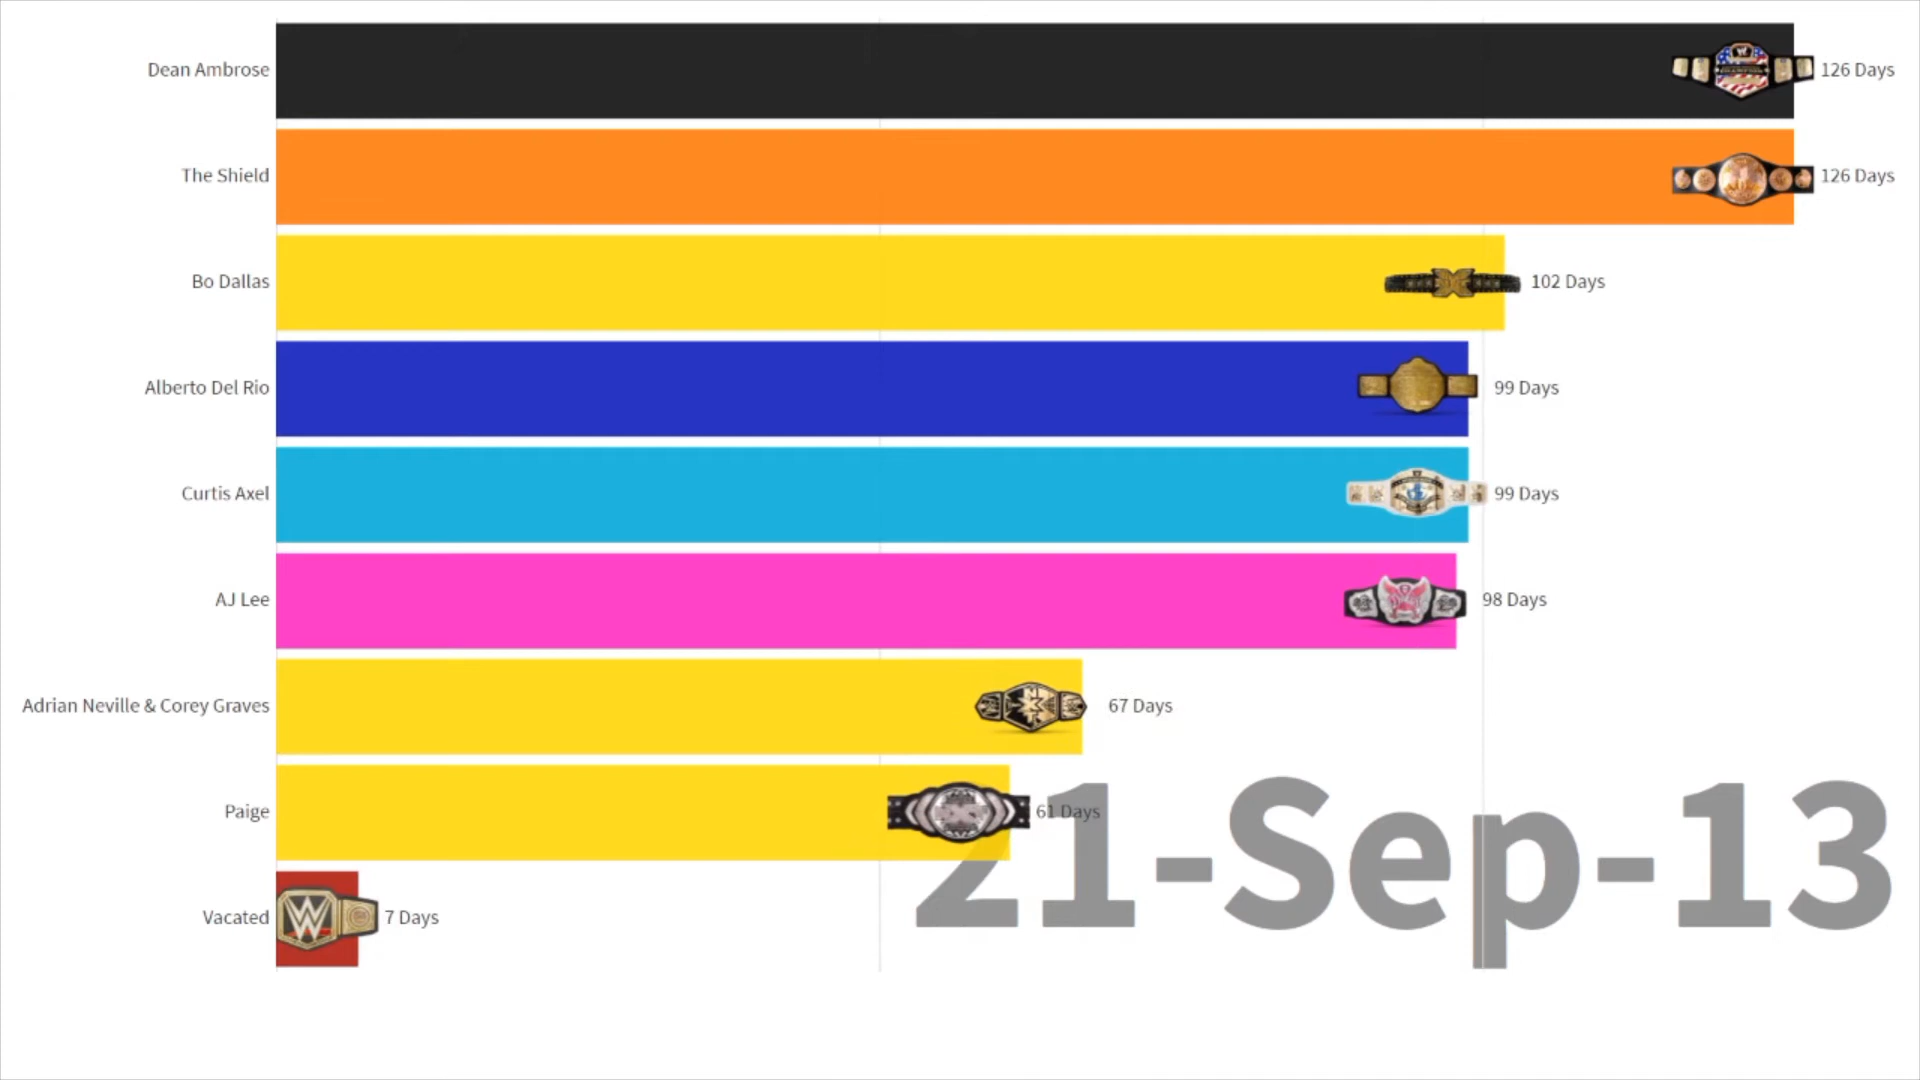 Dean Ambrose 126 Days
The Shield 126 Days
Bo Dallas 102 Days
Alberto Del Rio 99 Days
Curtis Axel 99 Days
AJ Lee 98 Days
Adrian Neville & Corey Graves 67 Days
Paige 61 Days
Vacated 7 Days
21-Sep-13